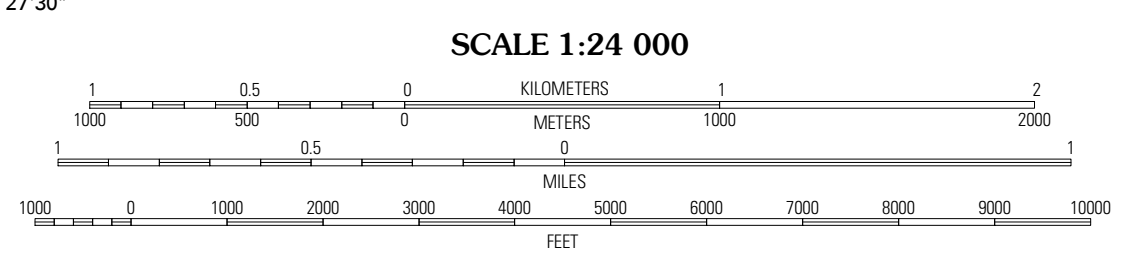 27'30"
SCALE 1:24 000
1 0.5 0 KILOMETERS 1 2
1000 500 0 METERS 1000 2000
1 0.5 0 1
MILES
1000 0 1000 2000 3000 4000 5000 6000 7000 8000 9000 10000
FEET